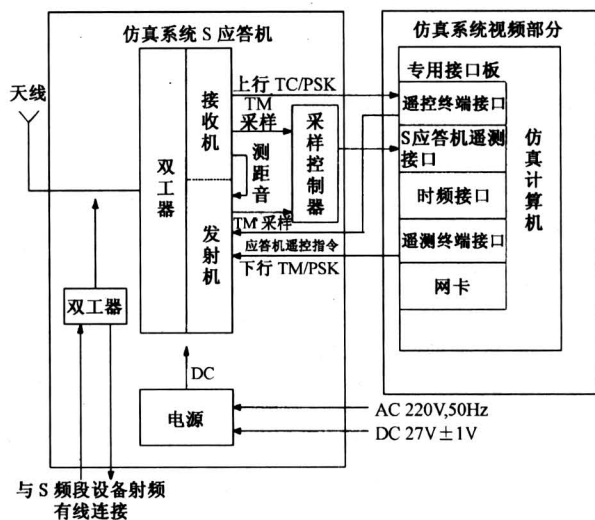 仿真系统 S 应答机
仿真系统视频部分
天线
双工器
接收机
发射机
上行 TC/PSK
TM
采样
测距音
采样控制器
TM 采样
应答机遥控指令
下行 TM/PSK
专用接口板
遥控终端接口
S应答机遥测
接口
时频接口
遥测终端接口
网卡
仿真计算机
双工器
DC
电源
AC 220V,50Hz
DC 27V±1V
与 S 频段设备射频
有线连接